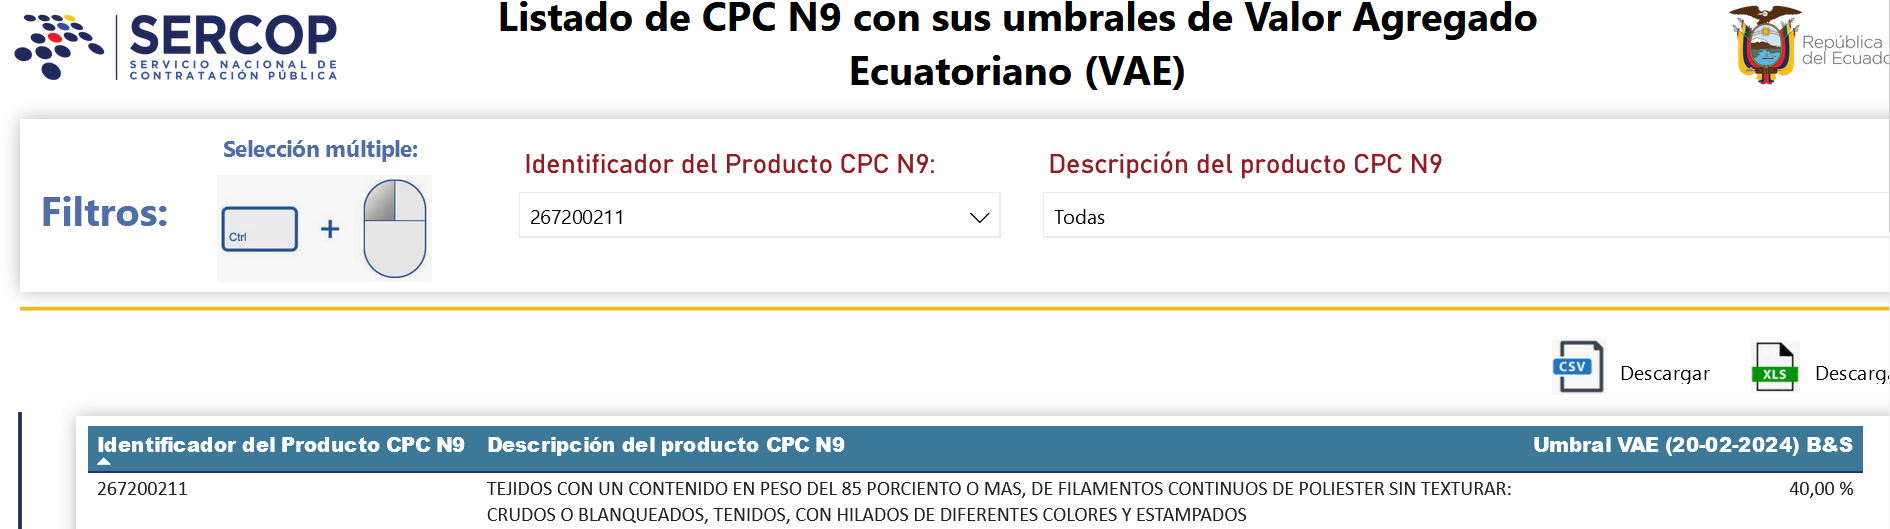 SERCOP
SERVICIO NACIONAL DE
CONTRATACIÓN PÚBLICA
Listado de CPC N9 con sus umbrales de Valor Agregado
Ecuatoriano (VAE)
República
del Ecuado
Filtros:
Selección múltiple:
Ctrl
+
Identificador del Producto CPC N9:
267200211
Descripción del producto CPC N9
Todas
CSV
Descargar
XLS
Descarga
Identificador del Producto CPC N9 Descripción del producto CPC N9 Umbral VAE (20-02-2024) B&S
267200211 TEJIDOS CON UN CONTENIDO EN PESO DEL 85 PORCIENTO O MAS, DE FILAMENTOS CONTINUOS DE POLIESTER SIN TEXTURAR: 40,00 %
CRUDOS O BLANQUEADOS, TENIDOS, CON HILADOS DE DIFERENTES COLORES Y ESTAMPADOS